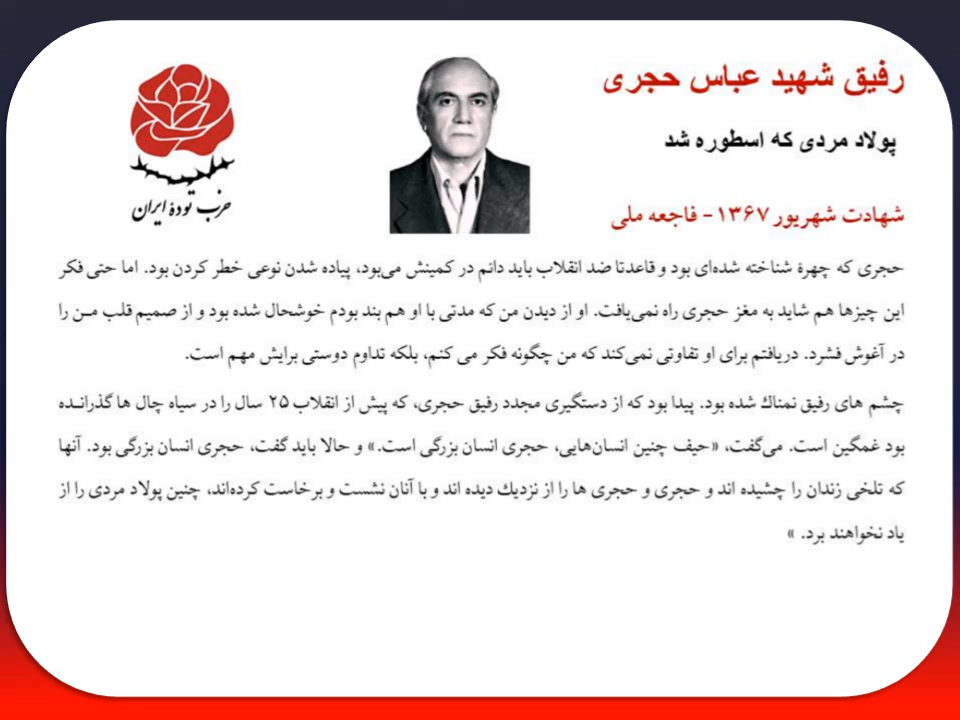 رفیق شهید عباس حجری
پولاد مردی که اسطوره شد
حزب تودهٔ ایران
شهادت شهریور ۱۳۶۷ - فاجعه ملی
حجری که چهرهٔ شناخته شده‌ای بود و قاعدتا ضد انقلاب باید دائم در کمینش می‌بود، پیاده شدن نوعی خطر کردن بود. اما حتی فکر
این چیزها هم شاید به مغز حجری راه نمی‌یافت. او از دیدن من که مدتی با او هم بند بودم خوشحال شده بود و از صمیم قلب مـن را
در آغوش فشرد. دریافتم برای او تفاوتی نمی‌کند که من چگونه فکر می کنم، بلکه تداوم دوستی برایش مهم است.
چشم های رفیق نمناك شده بود. پیدا بود که از دستگیری مجدد رفیق حجری، که پیش از انقلاب ۲۵ سال را در سیاه چال ها گذرانـده
بود غمگین است. می‌گفت، «حیف چنین انسان‌هایی، حجری انسان بزرگی است.» و حالا باید گفت، حجری انسان بزرگی بود. آنها
که تلخی زندان را چشیده اند و حجری و حجری ها را از نزدیك دیده اند و با آنان نشست و برخاست کرده‌اند، چنین پولاد مردی را از
یاد نخواهند برد. »